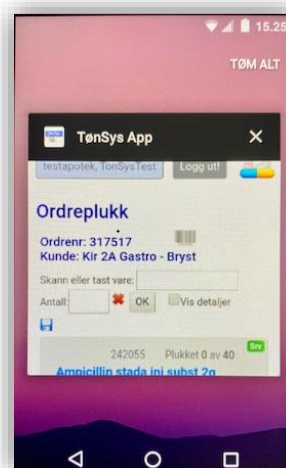 15.25
TØM ALT
TønSys App
testapotek, TonSysTest Logg ut!
Ordreplukk
Ordrenr: 317517
Kunde: Kir 2A Gastro - Bryst
Skann eller tast vare:
Antall: OK Vis detaljer
Srv
242055 Plukket 0 av 40
Ampicillin stada inj subst 2g